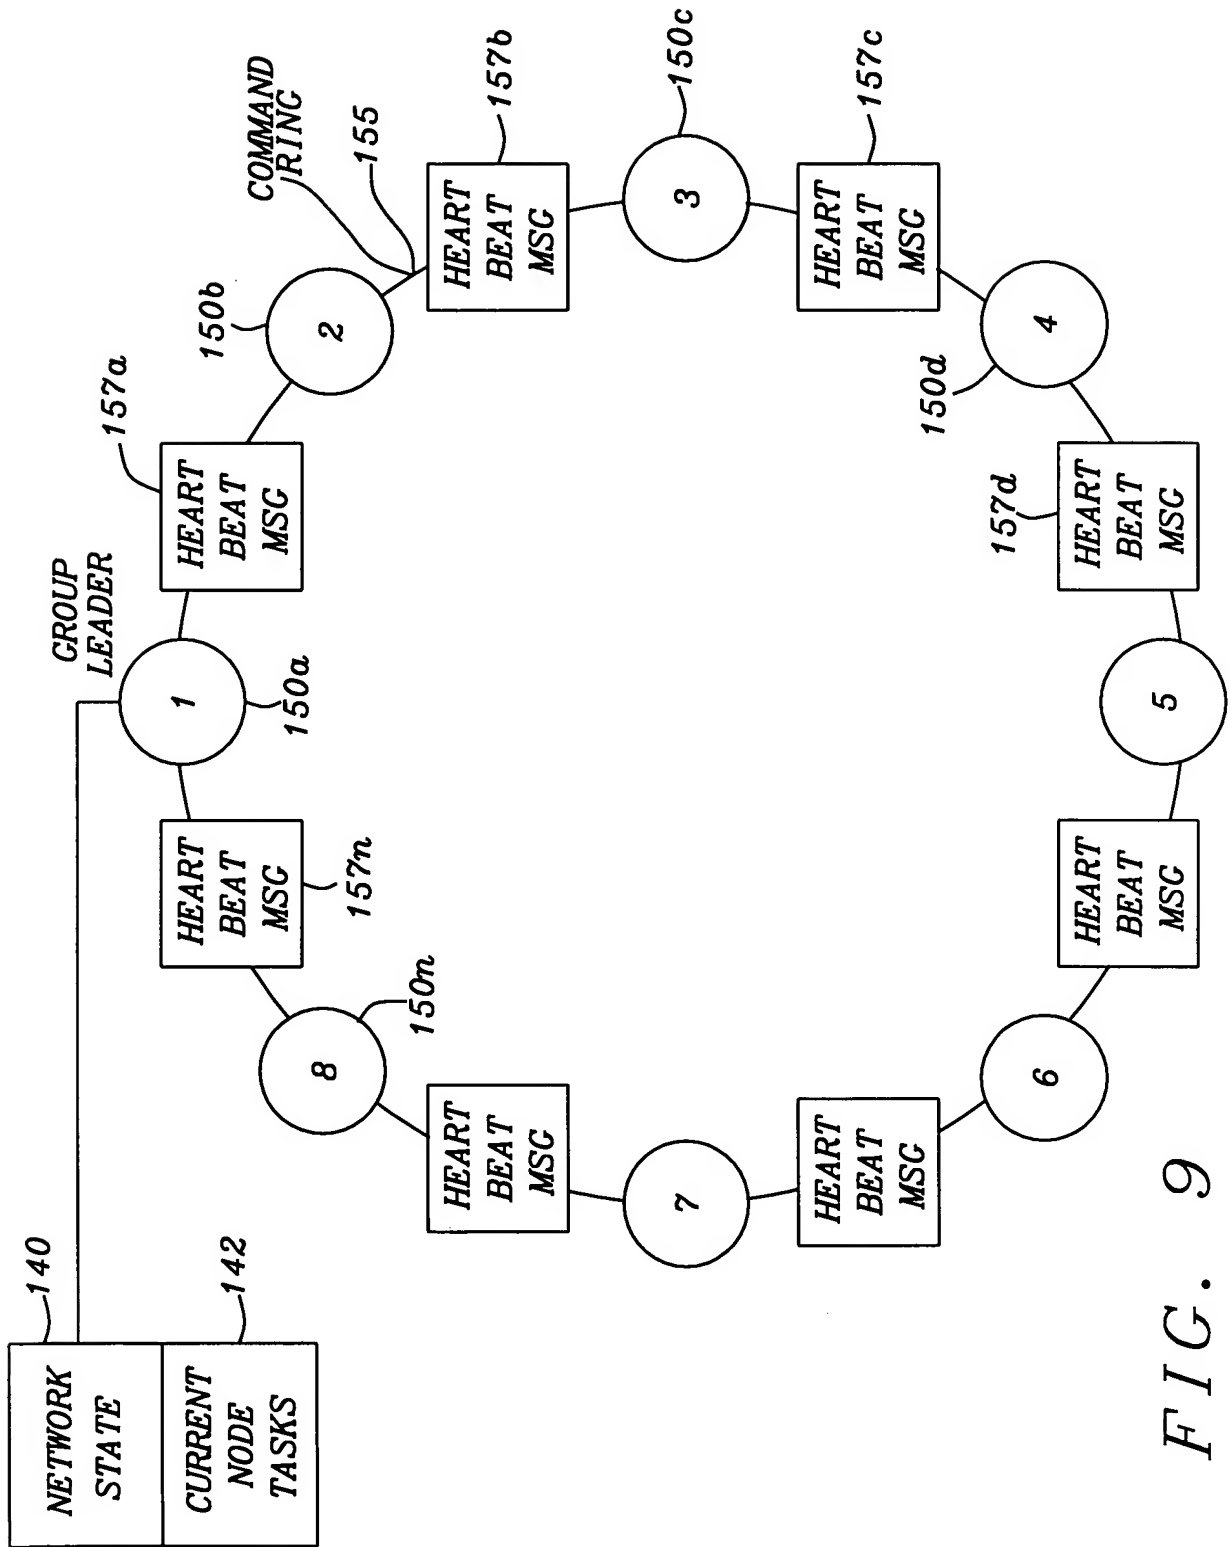 NETWORK
STATE
140
CURRENT
NODE
TASKS
142
GROUP
LEADER
1
150a
HEART
BEAT
MSG
157a
2
150b
COMMAND
RING
155
HEART
BEAT
MSG
157b
3
150c
HEART
BEAT
MSG
157c
4
150d
HEART
BEAT
MSG
157d
5
HEART
BEAT
MSG
6
HEART
BEAT
MSG
7
HEART
BEAT
MSG
8
150n
HEART
BEAT
MSG
157n
FIG. 9